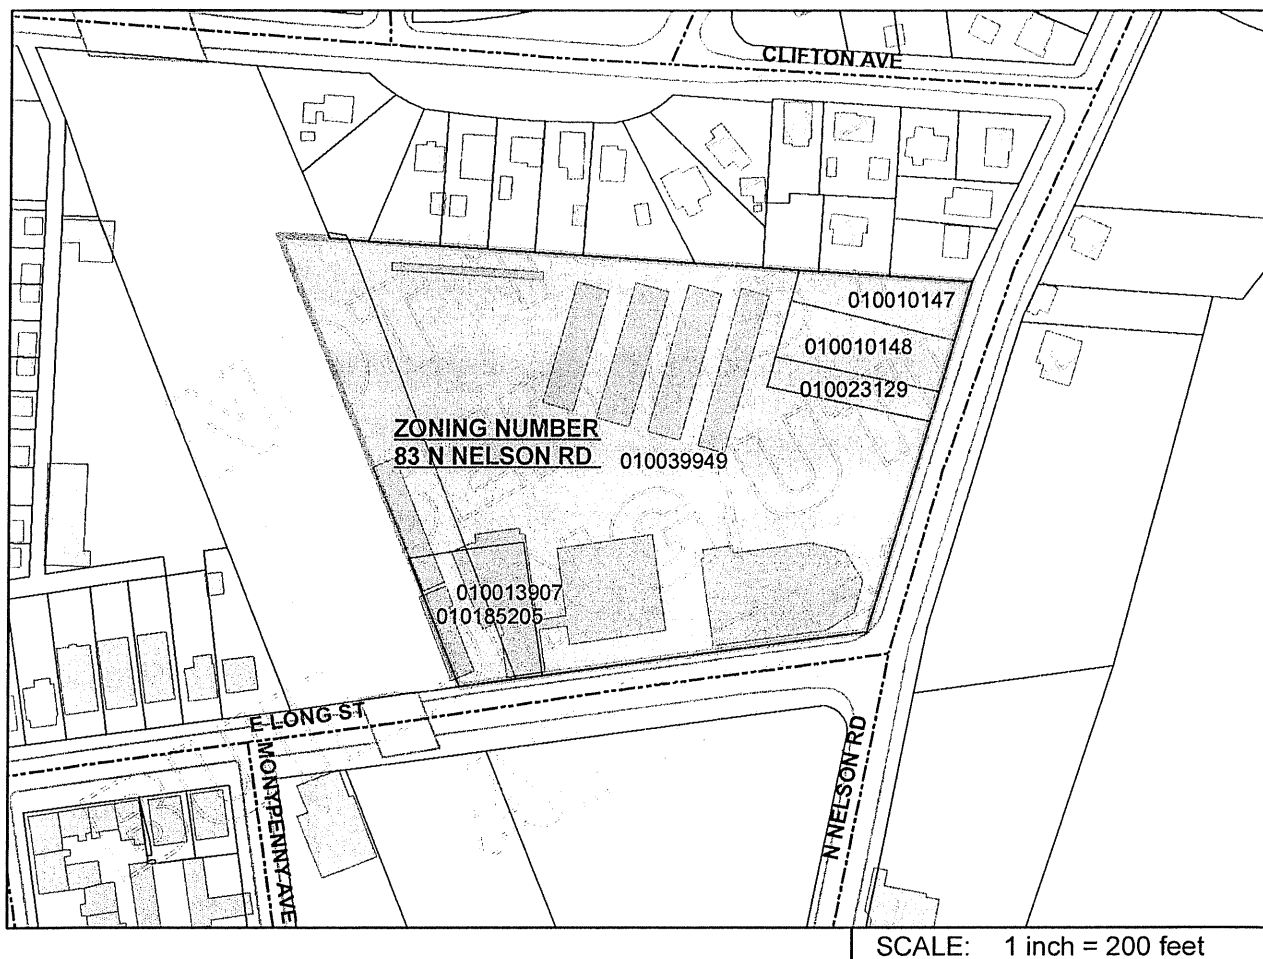 CLIFTON AVE
010010147
010010148
010023129
ZONING NUMBER
83 N NELSON RD
010039949
010013907
010185205
E LONG ST
MONYPENNY AVE
N NELSON RD
SCALE: 1 inch = 200 feet